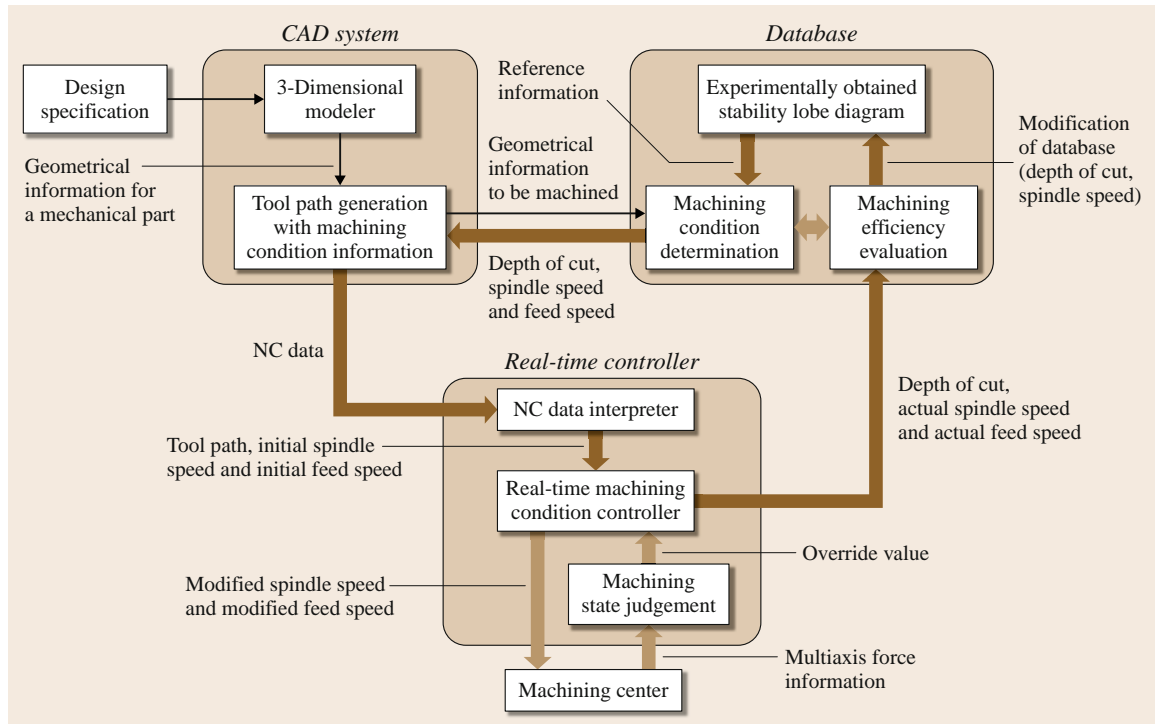 CAD system
Database
Design
specification
3-Dimensional
modeler
Reference
information
Experimentally obtained
stability lobe diagram
Modification
of database
(depth of cut,
spindle speed)
Geometrical
information for
a mechanical part
Geometrical
information
to be machined
Tool path generation
with machining
condition information
Machining
condition
determination
Machining
efficiency
evaluation
Depth of cut,
spindle speed
and feed speed
NC data
Real-time controller
NC data interpreter
Depth of cut,
actual spindle speed
and actual feed speed
Tool path, initial spindle
speed and initial feed speed
Real-time machining
condition controller
Override value
Modified spindle speed
and modified feed speed
Machining
state judgement
Multiaxis force
information
Machining center